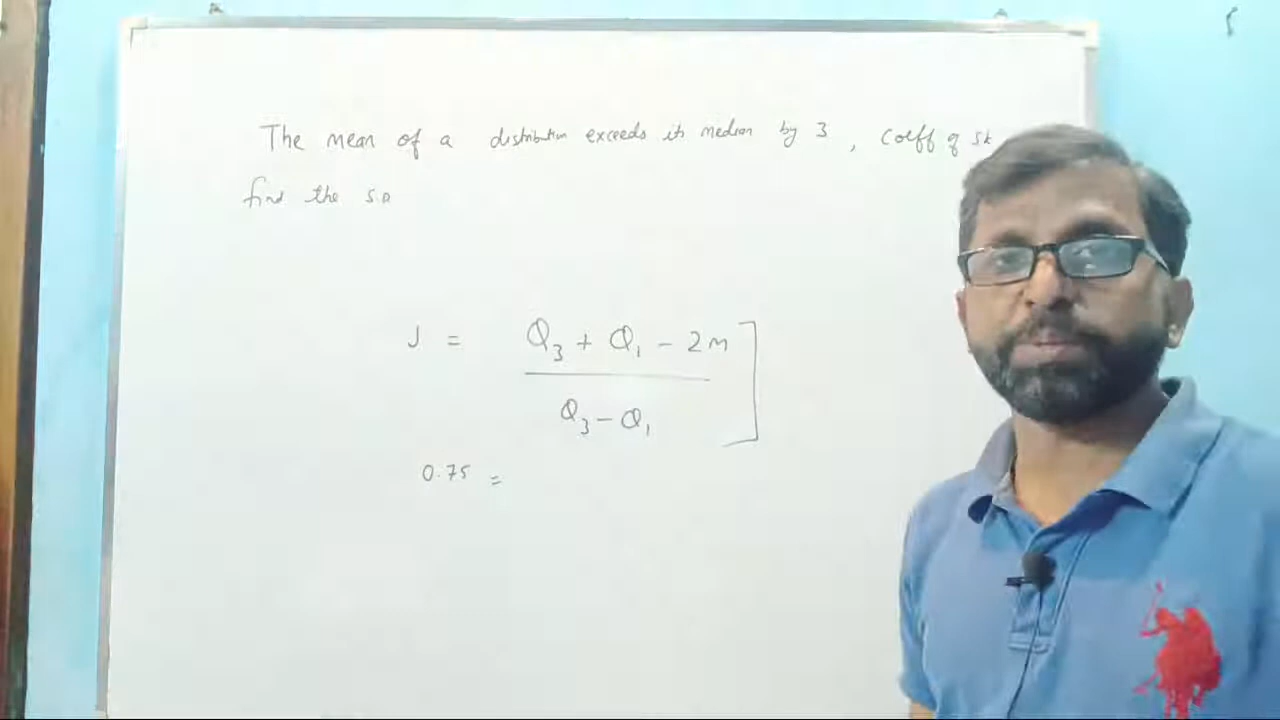 The mean of a distribution exceeds its median by 3, Coeff of Sk
find the S.D
J = Q₃ + Q₁ - 2M
Q₃ - Q₁
0.75 =